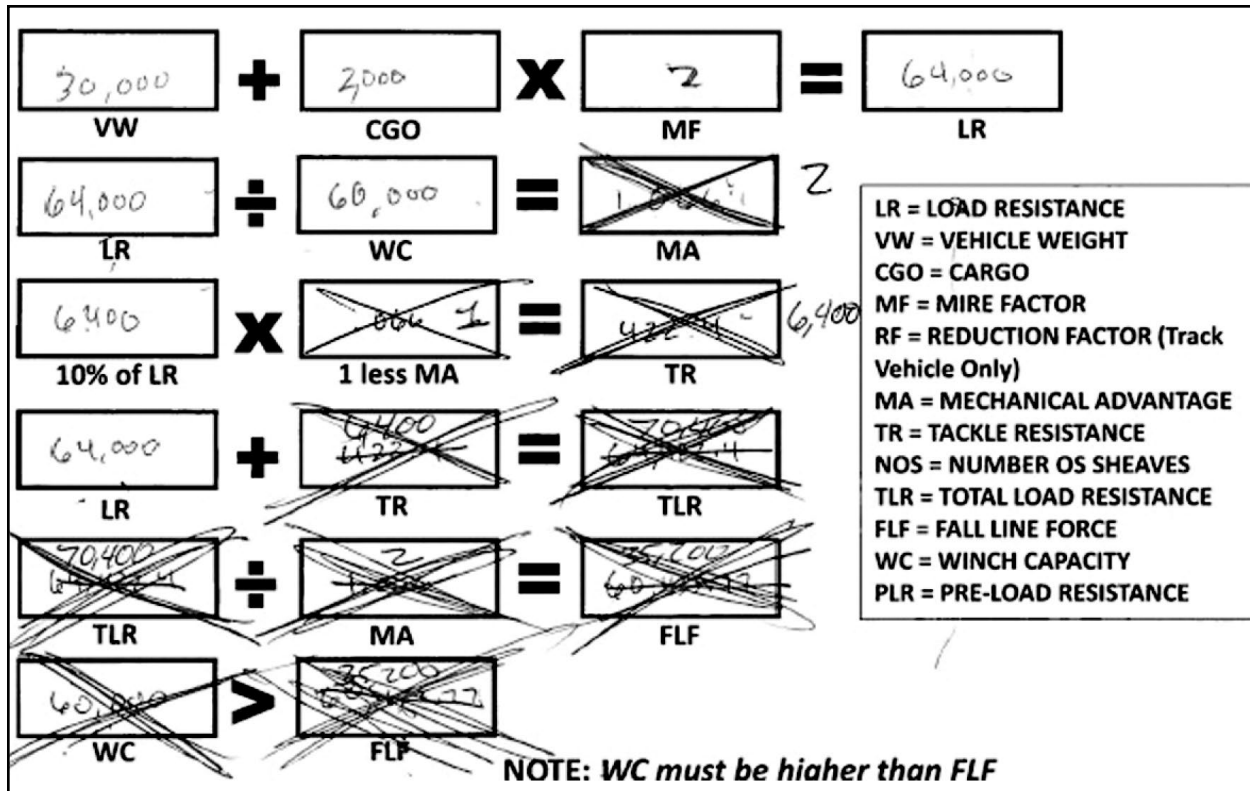 30,000 + 2,000 X 2 = 64,000
VW CGO MF LR
64,000 ÷ 60,000 = 2
LR WC MA
6400 X 1 = 6,400
10% of LR 1 less MA TR
64,000 + 6,400 = 70,400
LR TR TLR
70,400 ÷ 2 = 35,200
TLR MA FLF
60,000 > 35,200
WC FLF
NOTE: WC must be higher than FLF
LR = LOAD RESISTANCE
VW = VEHICLE WEIGHT
CGO = CARGO
MF = MIRE FACTOR
RF = REDUCTION FACTOR (Track
Vehicle Only)
MA = MECHANICAL ADVANTAGE
TR = TACKLE RESISTANCE
NOS = NUMBER OS SHEAVES
TLR = TOTAL LOAD RESISTANCE
FLF = FALL LINE FORCE
WC = WINCH CAPACITY
PLR = PRE-LOAD RESISTANCE